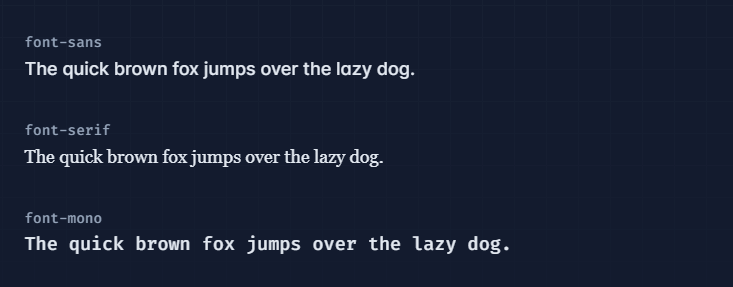 font-sans
The quick brown fox jumps over the lazy dog.
font-serif
The quick brown fox jumps over the lazy dog.
font-mono
The quick brown fox jumps over the lazy dog.